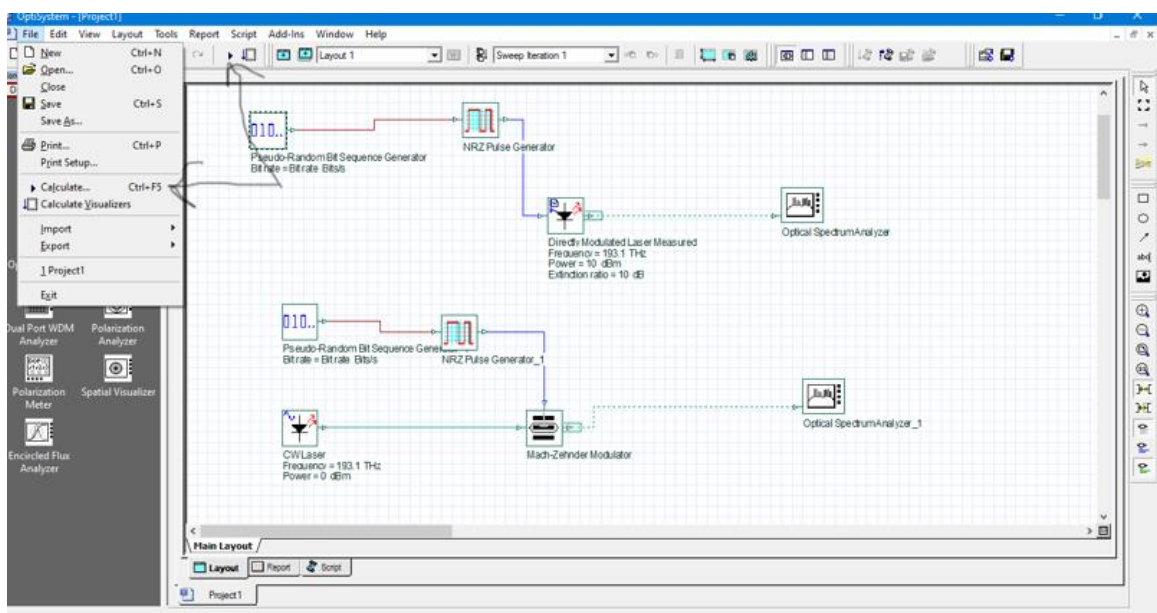 OptiSystem - [Project1]
File Edit View Layout Tools Report Script Add-Ins Window Help
New Ctrl+N
Open... Ctrl+O
Close
Save Ctrl+S
Save As...
Print... Ctrl+P
Print Setup...
Calculate... Ctrl+F5
Calculate Visualizers
Import
Export
1 Project1
Exit
Layout 1
Sweep Iteration 1
Dual Port WDM
Analyzer
Polarization
Analyzer
Polarization
Meter
Spatial Visualizer
Encircled Flux
Analyzer
010..
Pseudo-Random Bit Sequence Generator
Bit rate = Bit rate Bits/s
NRZ Pulse Generator
Directly Modulated Laser Measured
Frequency = 193.1 THz
Power = 10 dBm
Extinction ratio = 10 dB
Optical Spectrum Analyzer
010..
Pseudo-Random Bit Sequence
Bit rate = Bit rate Bits/s
NRZ Pulse Generator_1
CW Laser
Frequency = 193.1 THz
Power = 0 dBm
Mach-Zehnder Modulator
Optical Spectrum Analyzer_1
Main Layout
Layout Report Script
Project1